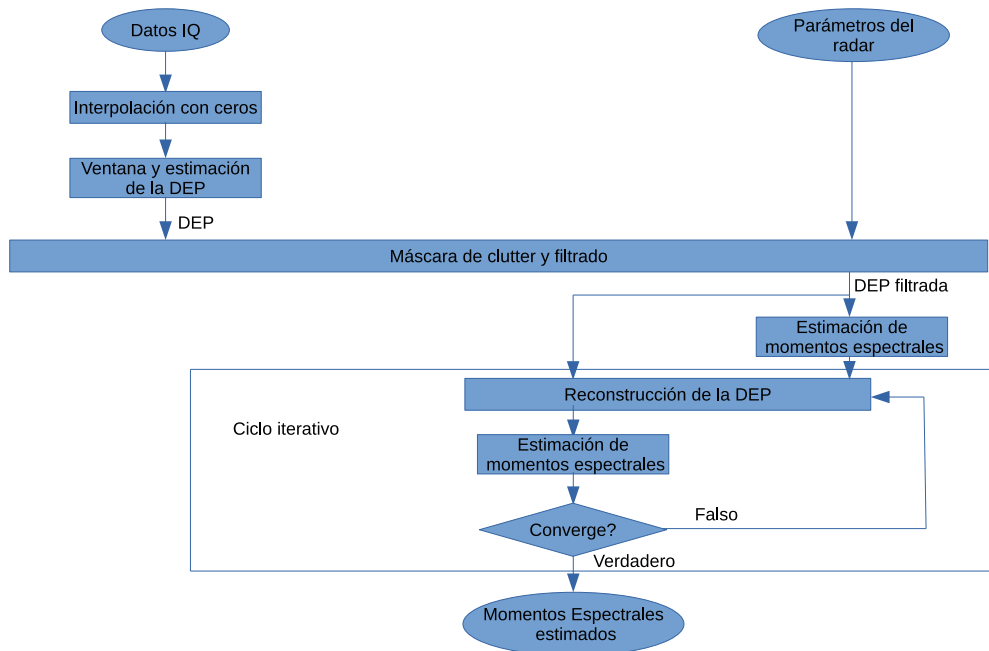 Datos IQ
Parámetros del
radar
Interpolación con ceros
Ventana y estimación
de la DEP
DEP
Máscara de clutter y filtrado
DEP filtrada
Estimación de
momentos espectrales
Reconstrucción de la DEP
Ciclo iterativo
Estimación de
momentos espectrales
Falso
Converge?
Verdadero
Momentos Espectrales
estimados